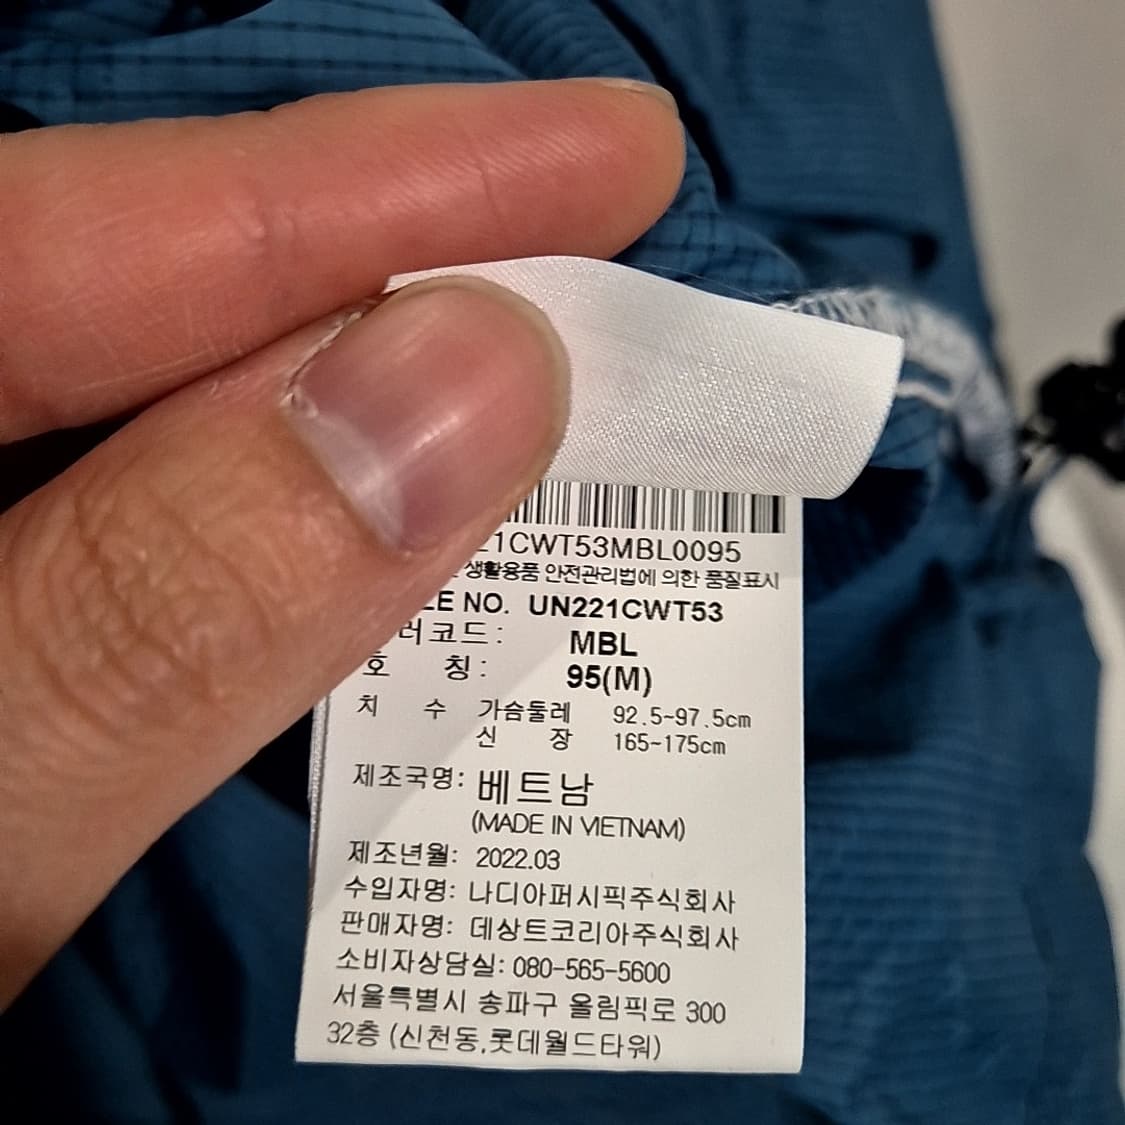 21CWT53MBL0095
생활용품 안전관리법에 의한 품질표시
LE NO. UN221CWT53
러코드: MBL
호 칭: 95(M)
치 수 가슴둘레 92.5~97.5cm
신 장 165~175cm
제조국명: 베트남
(MADE IN VIETNAM)
제조년월: 2022.03
수입자명: 나디아퍼시픽주식회사
판매자명: 데상트코리아주식회사
소비자상담실: 080-565-5600
서울특별시 송파구 올림픽로 300
32층 (신천동,롯데월드타워)